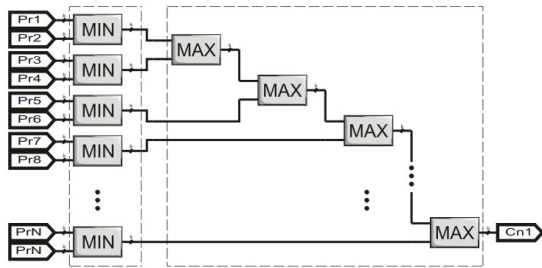 Pr1
Pr2
MIN
MAX
Pr3
Pr4
MIN
MAX
Pr5
Pr6
MIN
MAX
Pr7
Pr8
MIN
PrN
PrN
MIN
MAX
Cn1